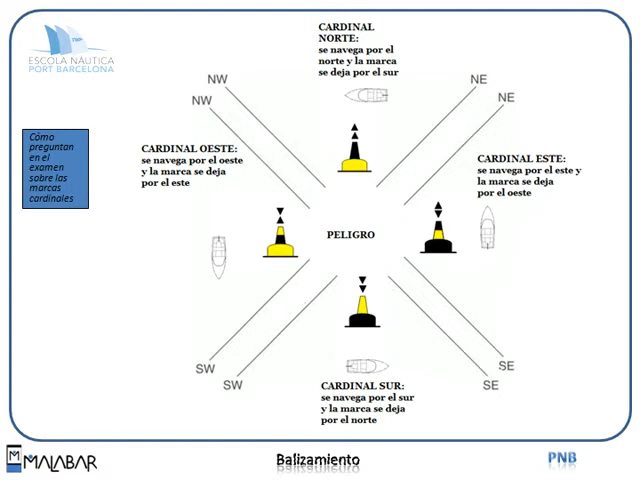 ESCOLA NÀUTICA
PORT BARCELONA
CARDINAL
NORTE:
se navega por el
norte y la marca
se deja por el sur
NW
NW
NE
NE
Cómo
preguntan
en el
examen
sobre las
marcas
cardinales
CARDINAL OESTE:
se navega por el oeste
y la marca se deja
por el este
CARDINAL ESTE:
se navega por el este y
la marca se deja
por el oeste
PELIGRO
SW
SW
SE
SE
CARDINAL SUR:
se navega por el sur
y la marca se deja
por el norte
M MALABAR
Balizamiento
PNB